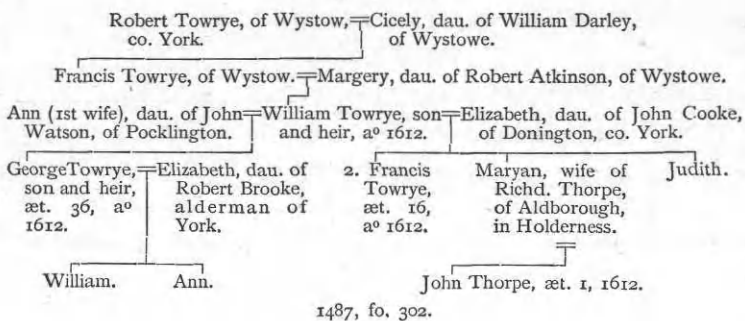 Robert Towrye, of Wystow, Cicely, dau. of William Darley,
co. York. of Wystowe.
Francis Towrye, of Wystow. Margery, dau. of Robert Atkinson, of Wystowe.
Ann (1st wife), dau. of John William Towrye, son Elizabeth, dau. of John Cooke,
Watson, of Pocklington. and heir, aº 1612. of Donington, co. York.
George Towrye, Elizabeth, dau. of 2. Francis Maryan, wife of Judith.
son and heir, Robert Brooke, Towrye, Richd. Thorpe,
æt. 36, aº alderman of æt. 16, of Aldborough,
1612. York. aº 1612. in Holderness.
William. Ann. John Thorpe, æt. 1, 1612.
1487, fo. 302.